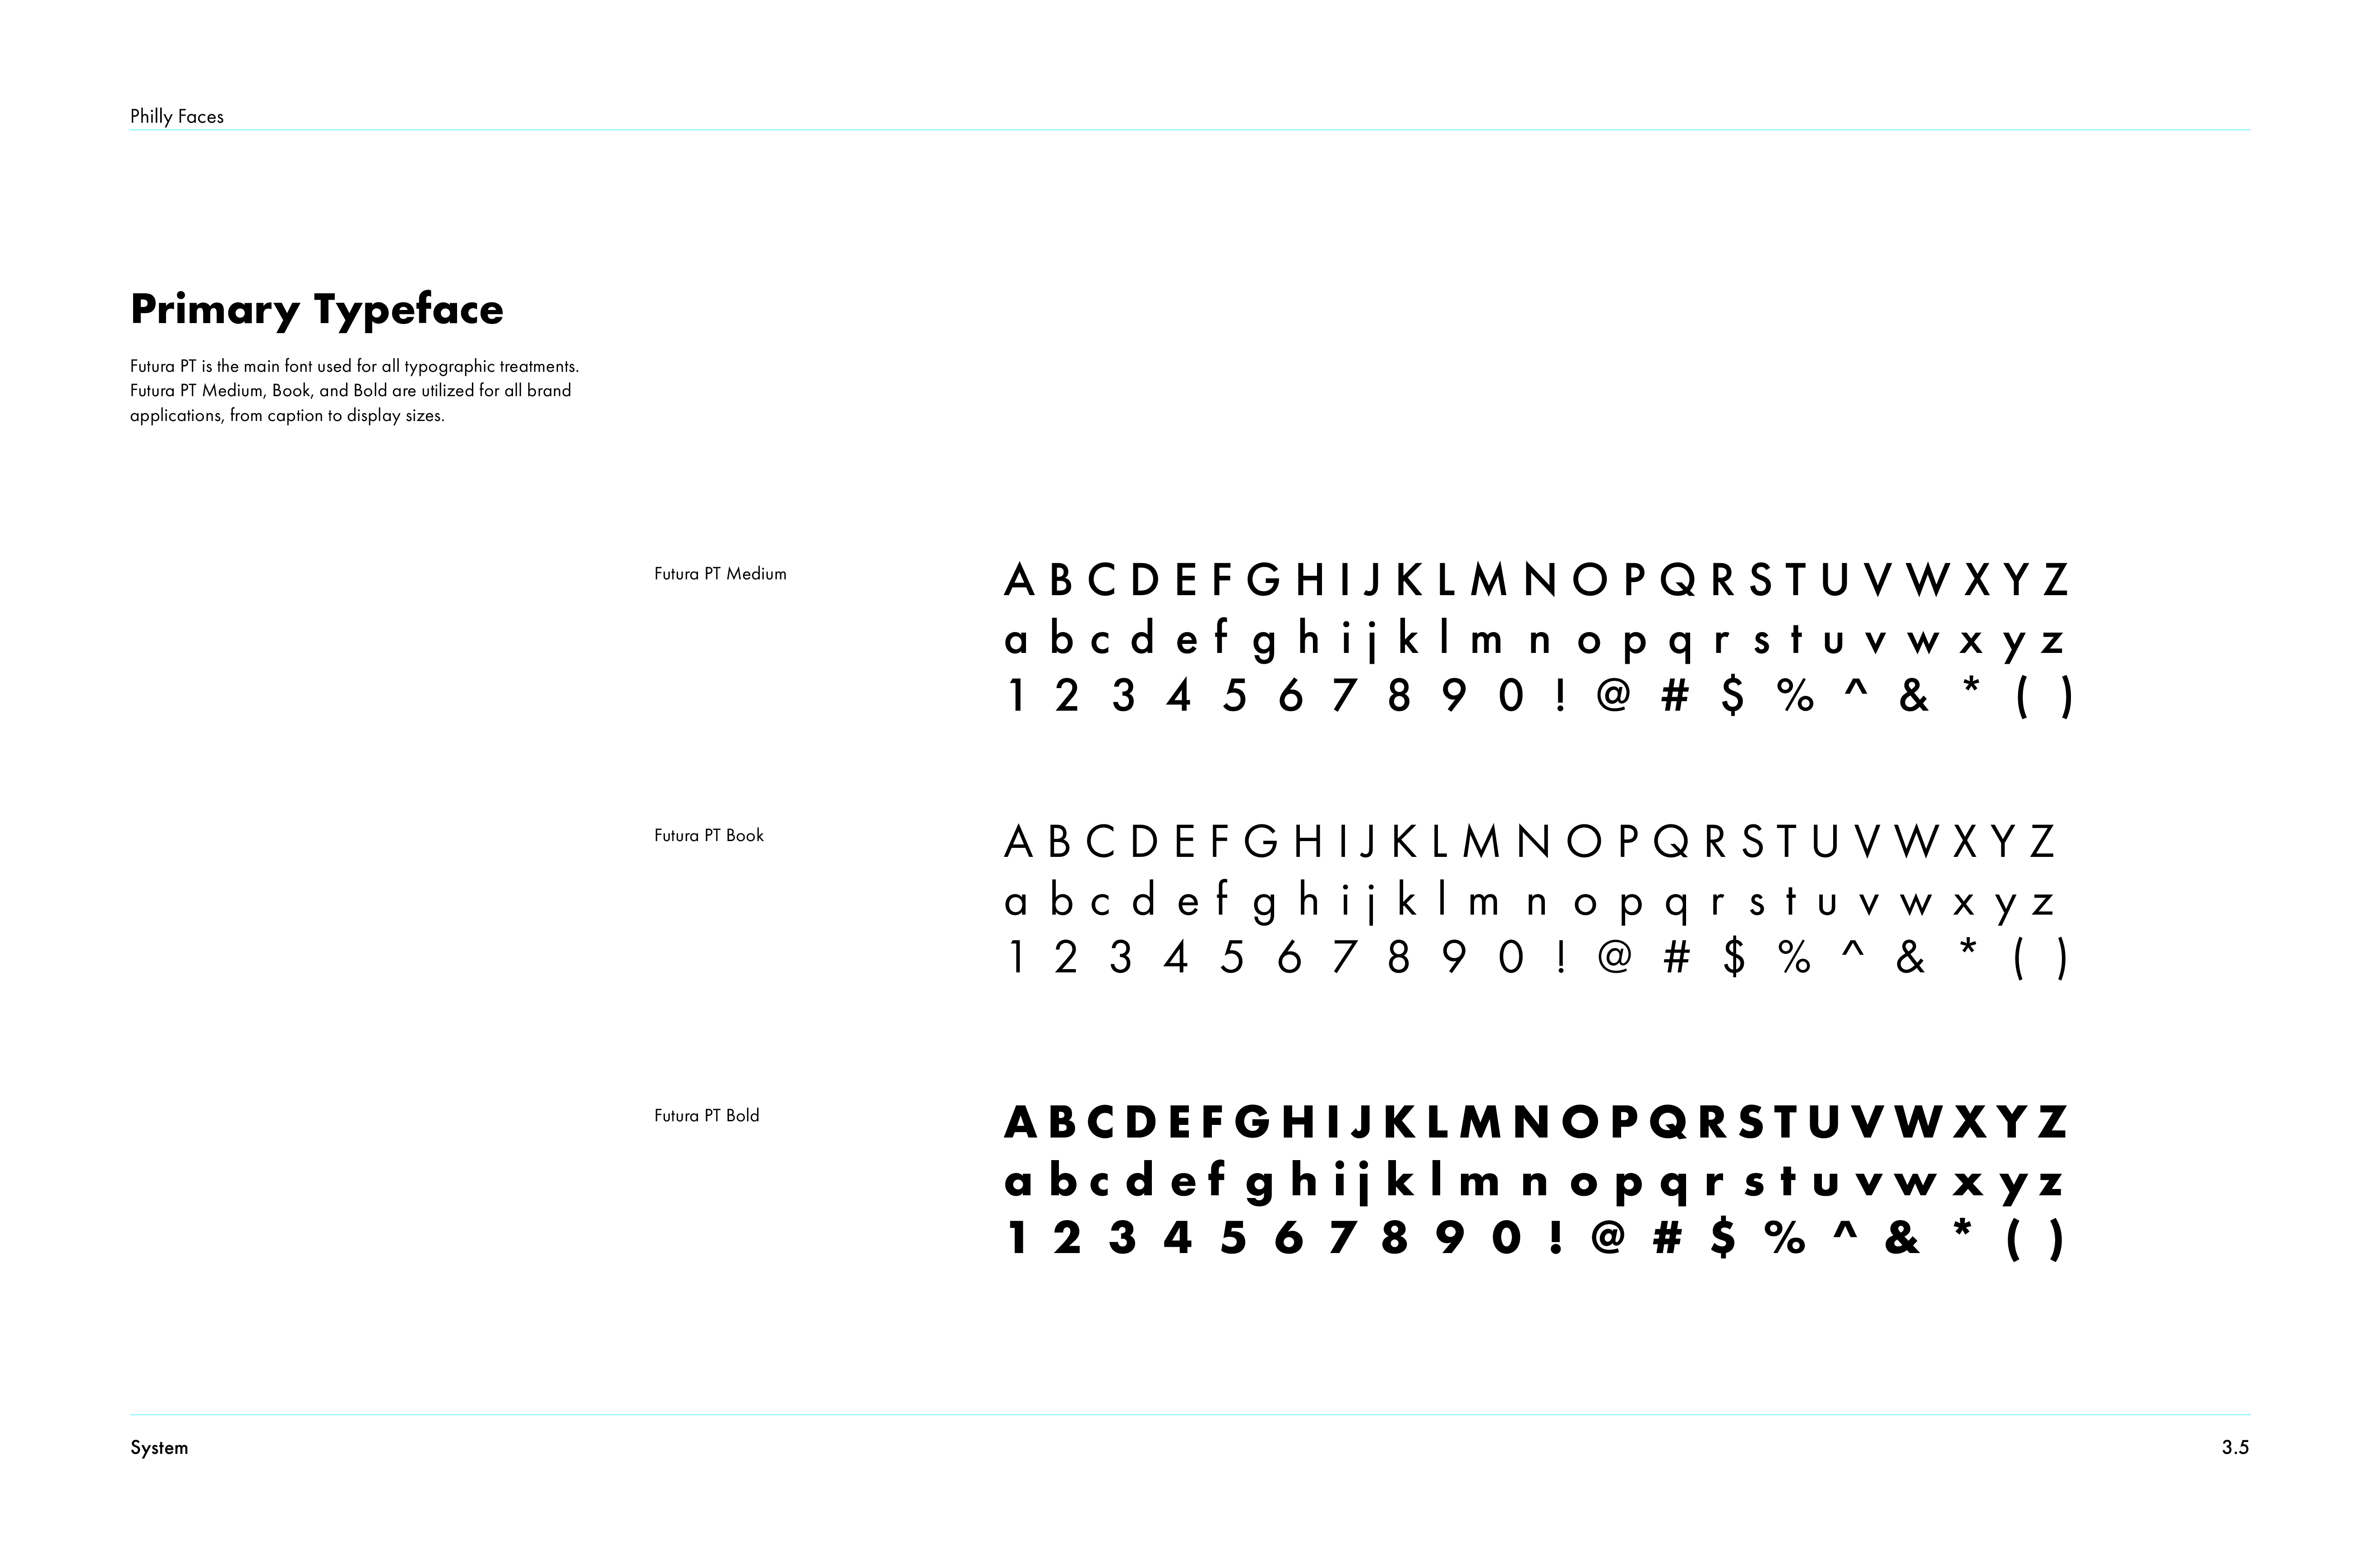 Philly Faces
Primary Typeface
Futura PT is the main font used for all typographic treatments.
Futura PT Medium, Book, and Bold are utilized for all brand
applications, from caption to display sizes.
Futura PT Medium
A B C D E F G H I J K L M N O P Q R S T U V W X Y Z
a b c d e f g h i j k l m n o p q r s t u v w x y z
1 2 3 4 5 6 7 8 9 0 ! @ # $ % ^ & * ( )
Futura PT Book
A B C D E F G H I J K L M N O P Q R S T U V W X Y Z
a b c d e f g h i j k l m n o p q r s t u v w x y z
1 2 3 4 5 6 7 8 9 0 ! @ # $ % ^ & * ( )
Futura PT Bold
A B C D E F G H I J K L M N O P Q R S T U V W X Y Z
a b c d e f g h i j k l m n o p q r s t u v w x y z
1 2 3 4 5 6 7 8 9 0 ! @ # $ % ^ & * ( )
System
3.5